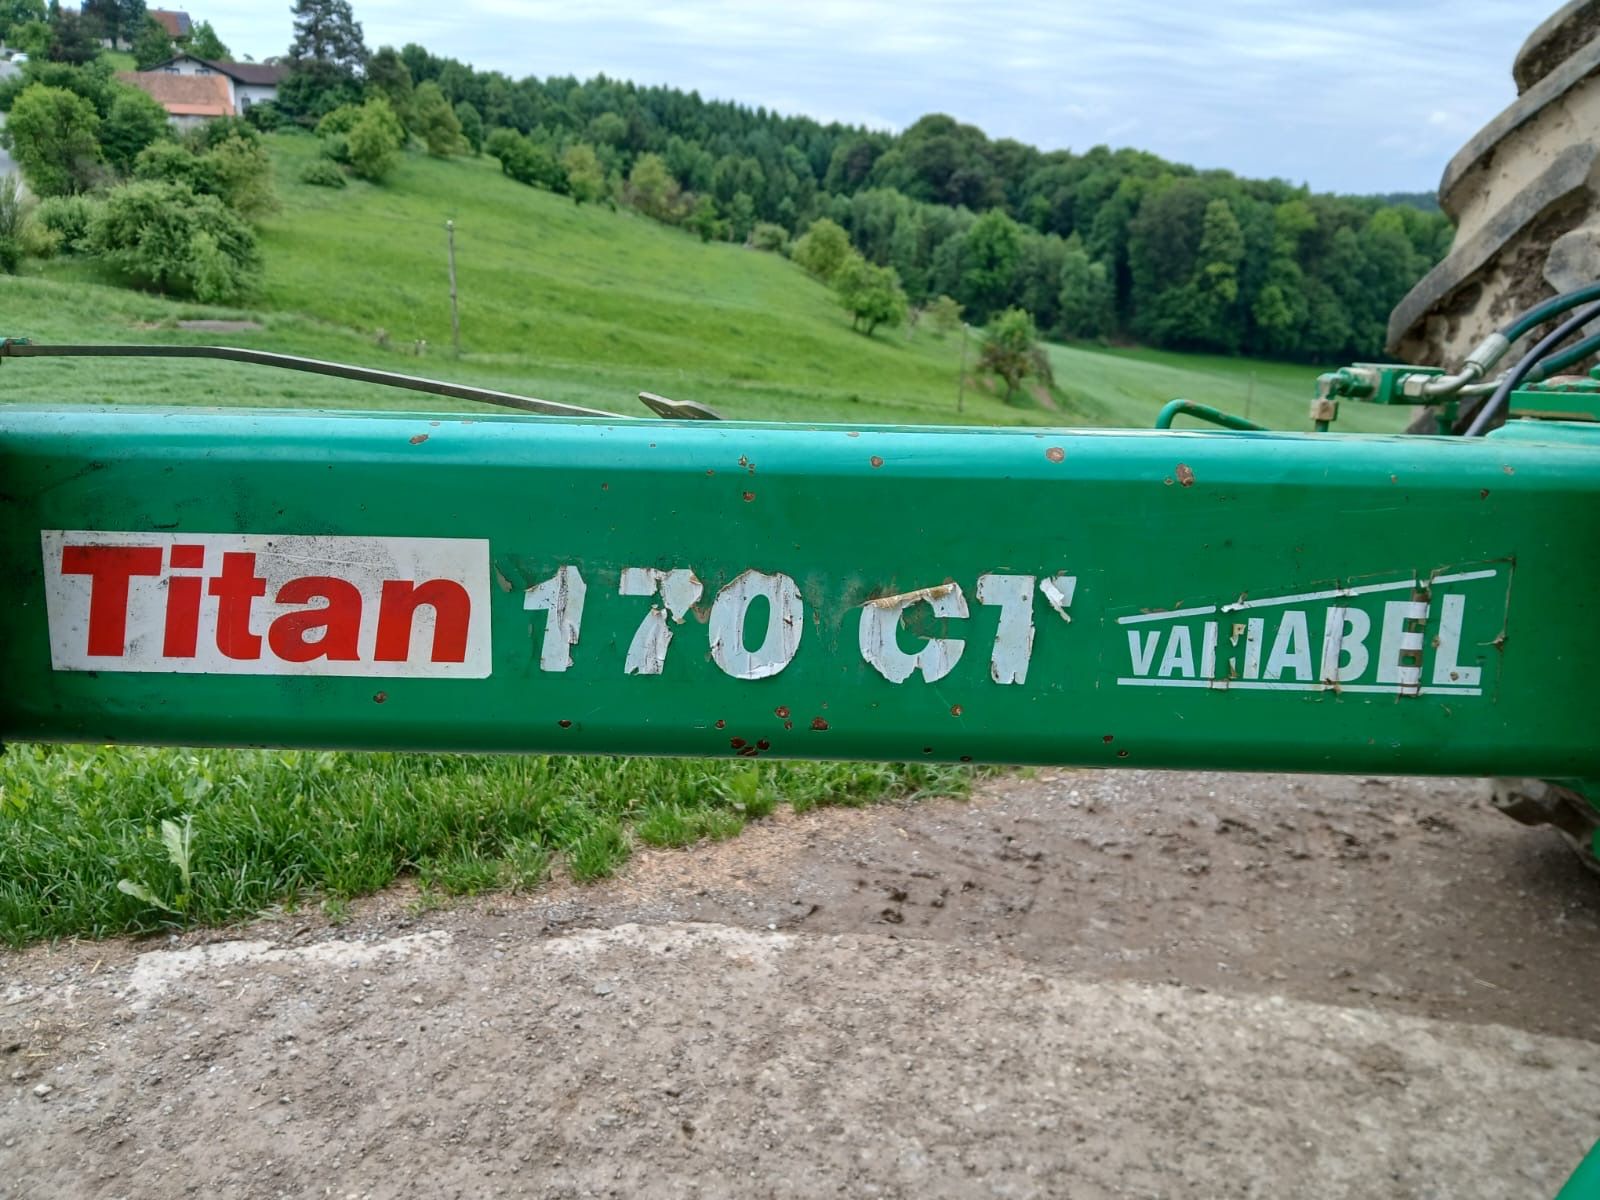 Titan 170 CT VARIABEL